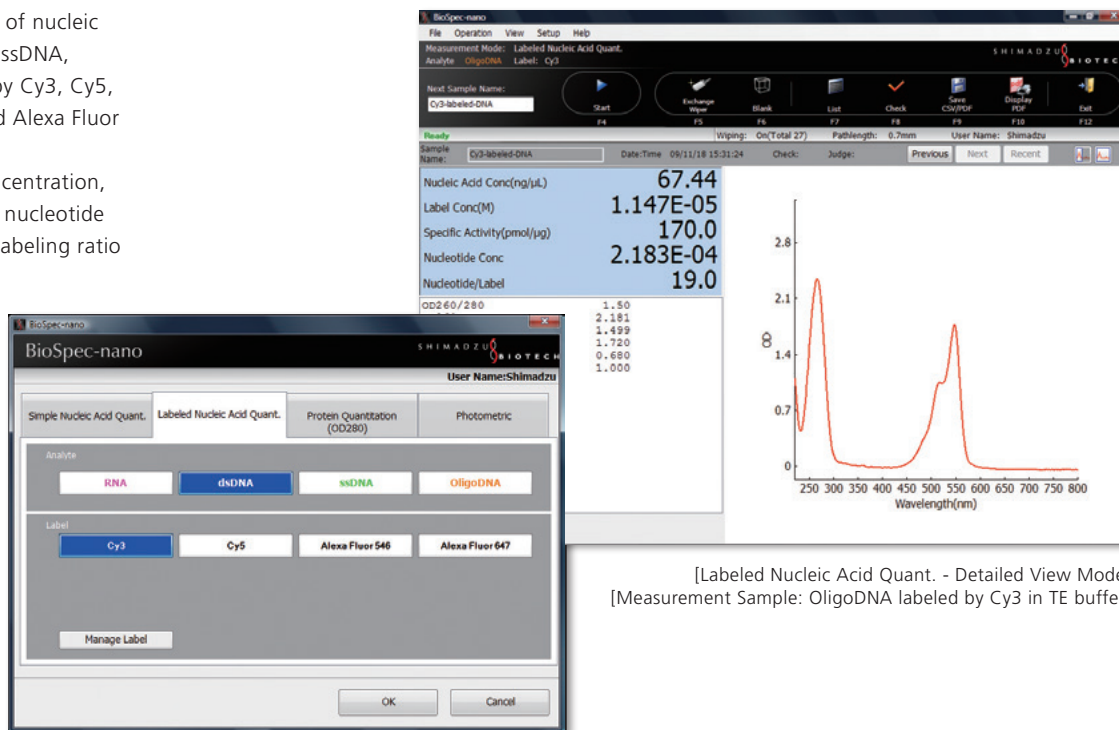 of nucleic
ssDNA,
by Cy3, Cy5,
d Alexa Fluor
centration,
nucleotide
labeling ratio
BioSpec-nano
File Operation View Setup Help
Measurement Mode: Labeled Nucleic Acid Quant.
Analyte OligoDNA Label: Cy3
SHIMADZU BIOTEC
Next Sample Name:
Cy3-labeled-DNA
Start Exchange Wiper Blank List Check Save CSV/PDF Display PDF Exit
F4 F5 F6 F7 F8 F9 F10 F12
Ready Wiping: On(Total 27) Pathlength: 0.7mm User Name: Shimadzu
Sample Name: Cy3-labeled-DNA Date:Time 09/11/18 15:31:24 Check: Judge: Previous Next Recent
Nucleic Acid Conc(ng/µL) 67.44
Label Conc(M) 1.147E-05
Specific Activity(pmol/µg) 170.0
Nucleotide Conc 2.183E-04
Nucleotide/Label 19.0
OD260/280 1.50
2.181
1.499
1.720
0.680
1.000
2.8
2.1
OD
1.4
0.7
0
250 300 350 400 450 500 550 600 650 700 750 800
Wavelength(nm)
BioSpec-nano
BioSpec-nano SHIMADZU BIOTECH
User Name:Shimadzu
Simple Nucleic Acid Quant. Labeled Nucleic Acid Quant. Protein Quantitation (OD280) Photometric
Analyte
RNA dsDNA ssDNA OligoDNA
Label
Cy3 Cy5 Alexa Fluor 546 Alexa Fluor 647
Manage Label
OK Cancel
[Labeled Nucleic Acid Quant. - Detailed View Mode
[Measurement Sample: OligoDNA labeled by Cy3 in TE buffe